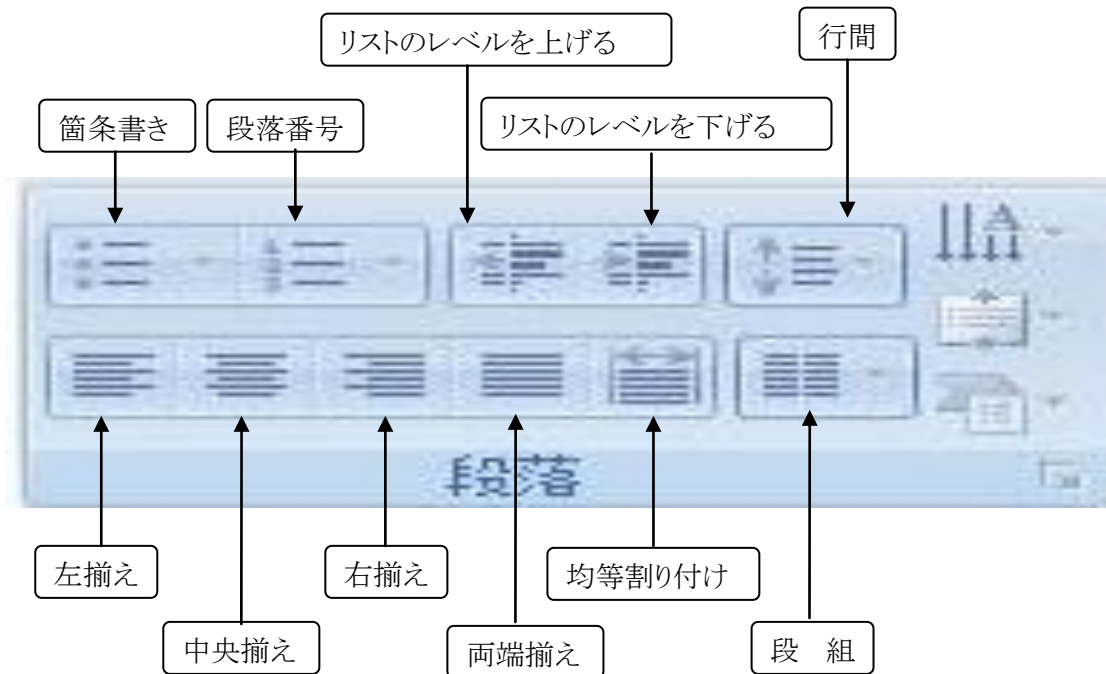 リストのレベルを上げる
行間
箇条書き
段落番号
リストのレベルを下げる
段落
左揃え
右揃え
均等割り付け
中央揃え
両端揃え
段　組